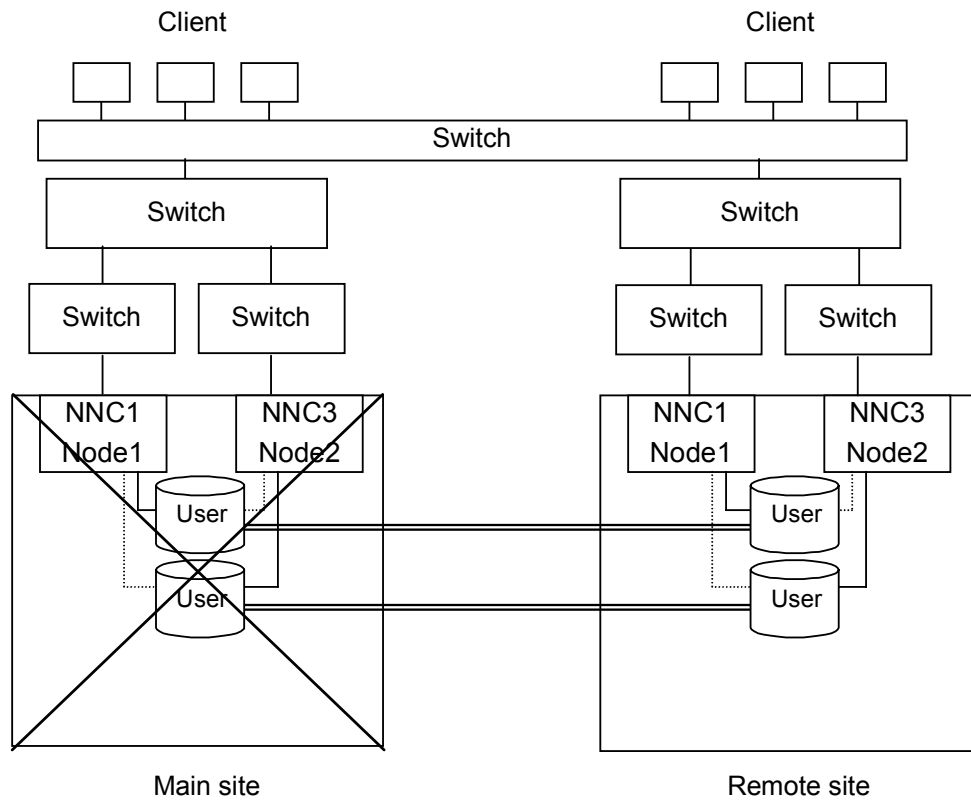 Client Client
Switch
Switch Switch
Switch Switch Switch Switch
NNC1 NNC3 NNC1 NNC3
Node1 Node2 Node1 Node2
User User
User User
Main site Remote site